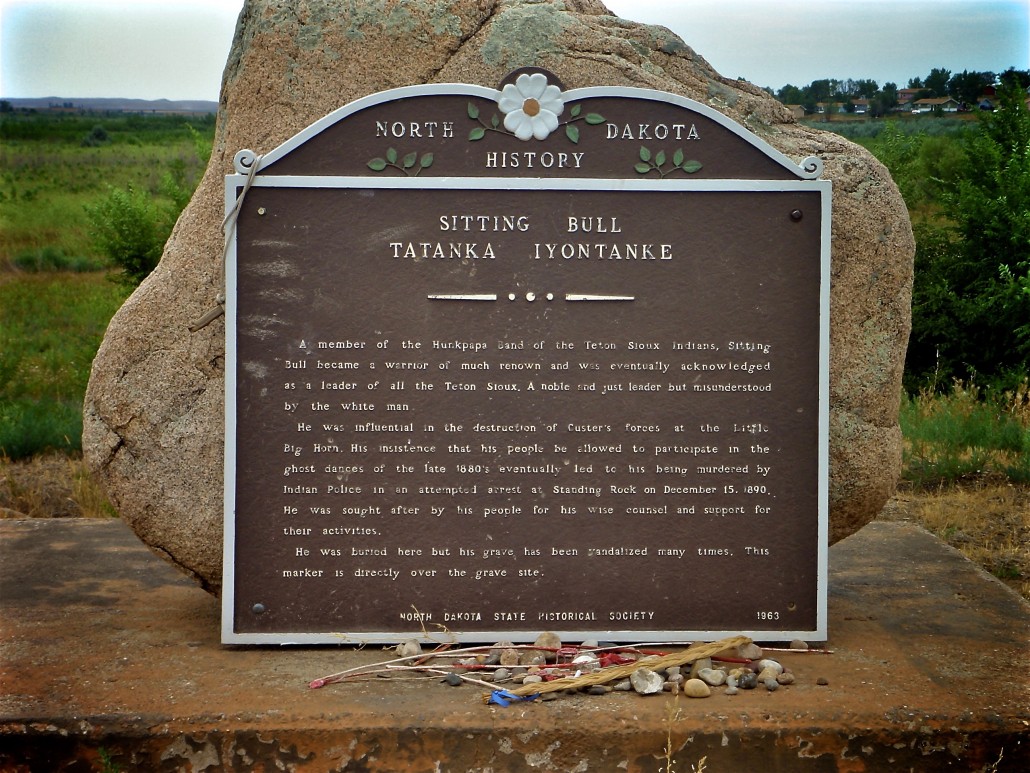 NORTH DAKOTA
HISTORY
SITTING BULL
TATANKA IYONTANKE
A member of the Hunkpapa Band of the Teton Sioux Indians, Sitting
Bull became a warrior of much renown and was eventually acknowledged
as a leader of all the Teton Sioux. A noble and just leader but misunderstood
by the white man.
He was influential in the destruction of Custer's forces at the Little
Big Horn. His insistence that his people be allowed to participate in the
ghost dances of the late 1880's eventually led to his being murdered by
Indian Police in an attempted arrest at Standing Rock on December 15, 1890.
He was sought after by his people for his wise counsel and support for
their activities.
He was buried here but his grave has been vandalized many times. This
marker is directly over the grave site.
NORTH DAKOTA STATE HISTORICAL SOCIETY 1963